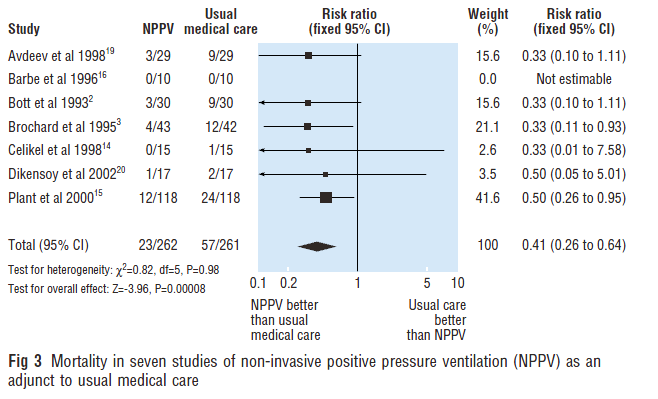 Study NPPV Usual medical care Risk ratio (fixed 95% CI) Weight (%) Risk ratio (fixed 95% CI)
Avdeev et al 1998¹⁹ 3/29 9/29 15.6 0.33 (0.10 to 1.11)
Barbe et al 1996¹⁶ 0/10 0/10 0.0 Not estimable
Bott et al 1993² 3/30 9/30 15.6 0.33 (0.10 to 1.11)
Brochard et al 1995³ 4/43 12/42 21.1 0.33 (0.11 to 0.93)
Celikel et al 1998¹⁴ 0/15 1/15 2.6 0.33 (0.01 to 7.58)
Dikensoy et al 2002²⁰ 1/17 2/17 3.5 0.50 (0.05 to 5.01)
Plant et al 2000¹⁵ 12/118 24/118 41.6 0.50 (0.26 to 0.95)
Total (95% CI) 23/262 57/261 100 0.41 (0.26 to 0.64)
Test for heterogeneity: χ²=0.82, df=5, P=0.98
Test for overall effect: Z=-3.96, P=0.00008
0.1 0.2 1 5 10
NPPV better
than usual
medical care
Usual care
better
than NPPV
Fig 3 Mortality in seven studies of non-invasive positive pressure ventilation (NPPV) as an
adjunct to usual medical care